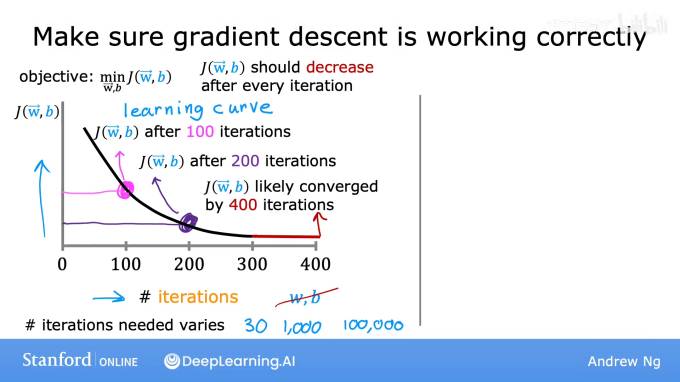 Make sure gradient descent is working correctly
objective: min J(w⃗, b)
w⃗,b
J(w⃗, b) should decrease
after every iteration
J(w⃗, b)
learning curve
J(w⃗, b) after 100 iterations
J(w⃗, b) after 200 iterations
J(w⃗, b) likely converged
by 400 iterations
0 100 200 300 400
# iterations
w, b
# iterations needed varies 30 1,000 100,000
Stanford ONLINE DeepLearning.AI Andrew Ng